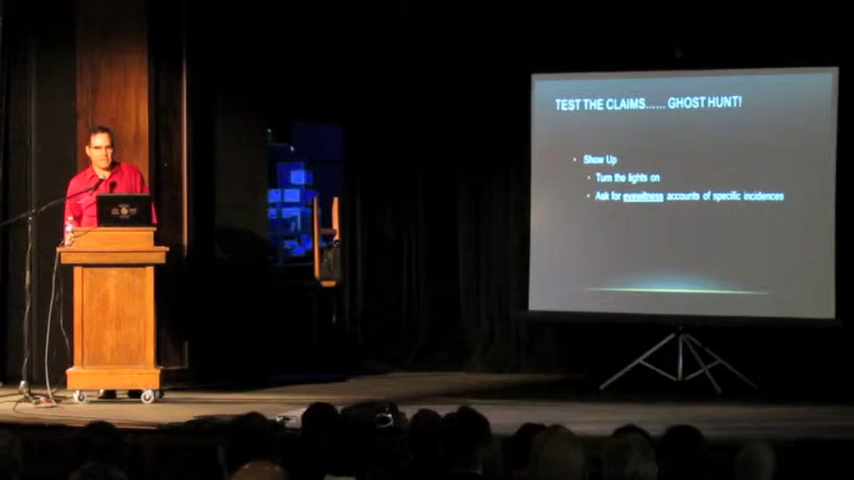 TEST THE CLAIMS...... GHOST HUNT!
• Show Up
• Turn the lights on
• Ask for eyewitness accounts of specific incidences